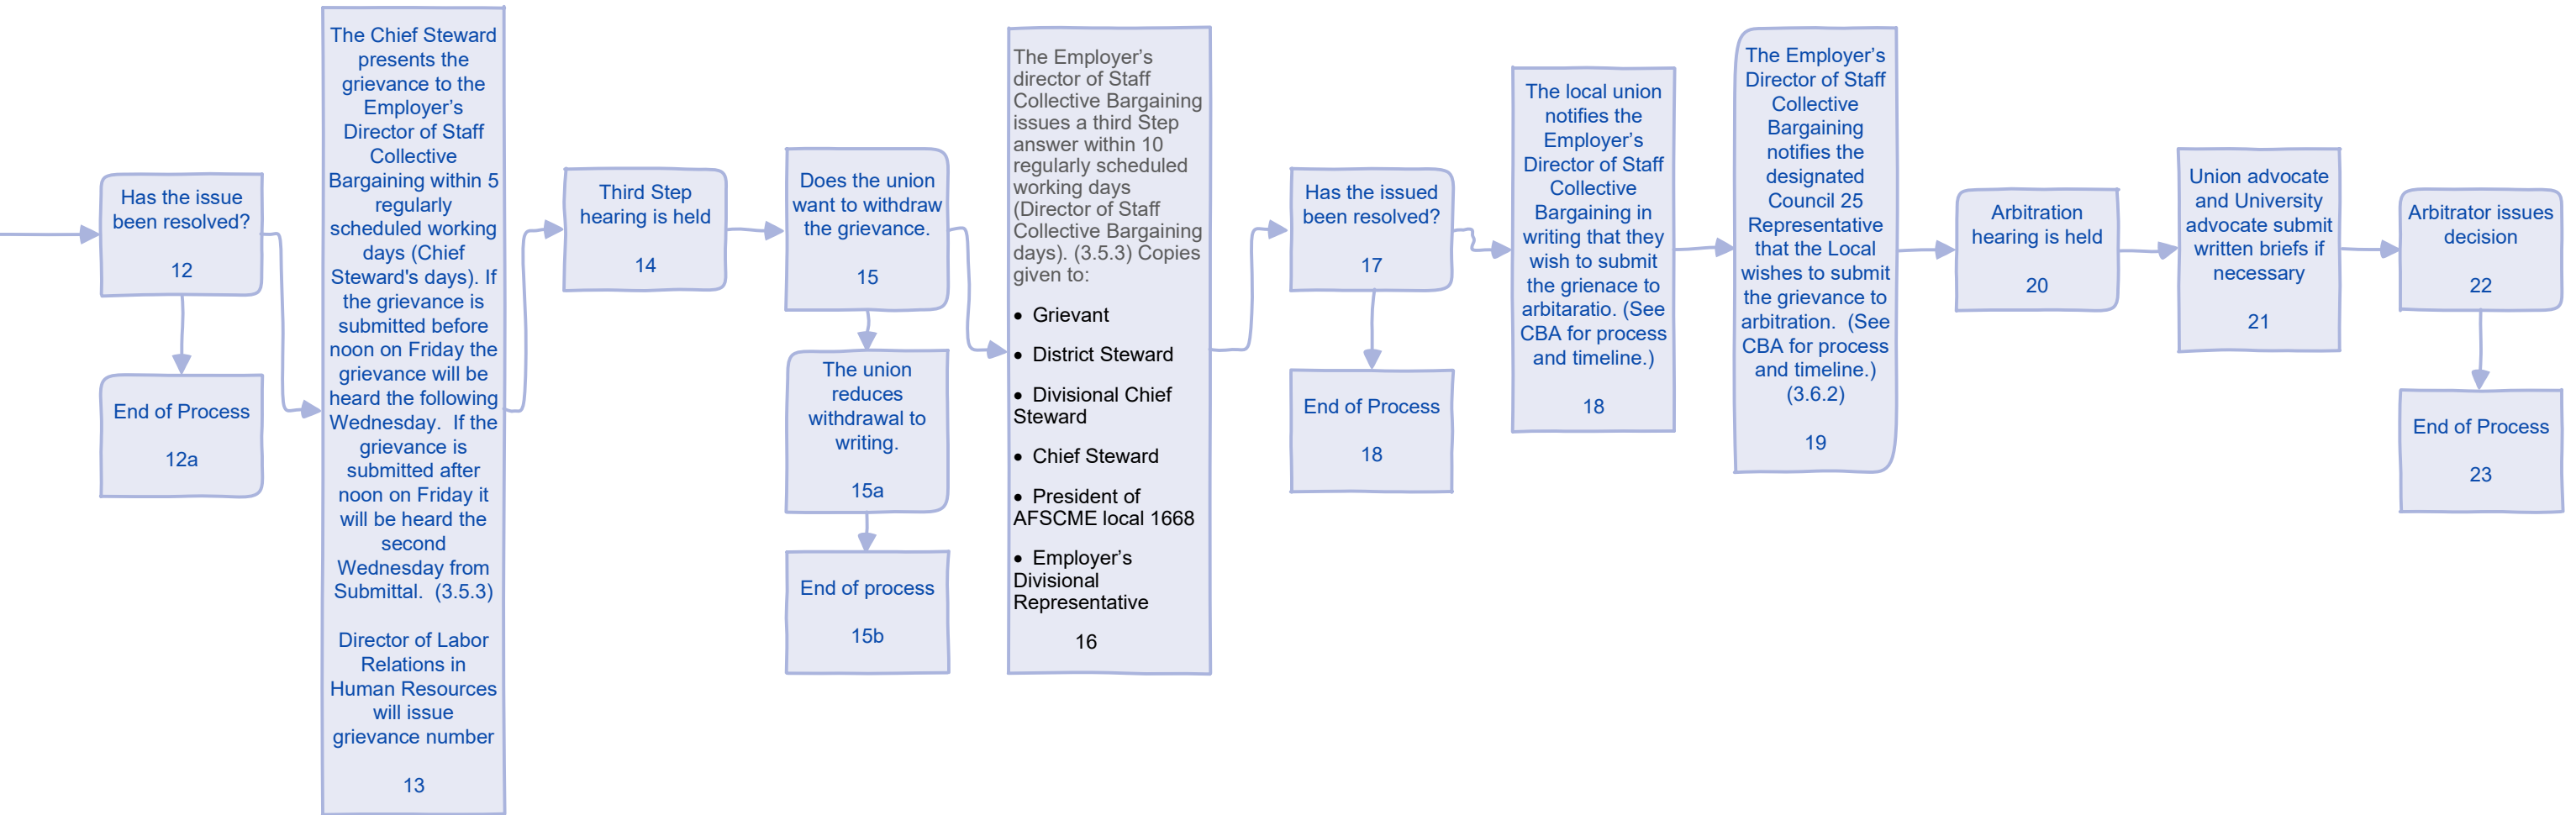 Has the issue
been resolved?
12
End of Process
12a
The Chief Steward
presents the
grievance to the
Employer’s
Director of Staff
Collective
Bargaining within 5
regularly
scheduled working
days (Chief
Steward's days). If
the grievance is
submitted before
noon on Friday the
grievance will be
heard the following
Wednesday.  If the
grievance is
submitted after
noon on Friday it
will be heard the
second
Wednesday from
Submittal.  (3.5.3)
Director of Labor
Relations in
Human Resources
will issue
grievance number
13
Third Step
hearing is held
14
Does the union
want to withdraw
the grievance.
15
The union
reduces
withdrawal to
writing.
15a
End of process
15b
The Employer’s
director of Staff
Collective Bargaining
issues a third Step
answer within 10
regularly scheduled
working days
(Director of Staff
Collective Bargaining
days). (3.5.3) Copies
given to:
• Grievant
• District Steward
• Divisional Chief
Steward
• Chief Steward
• President of
AFSCME local 1668
• Employer’s
Divisional
Representative
16
Has the issued
been resolved?
17
End of Process
18
The local union
notifies the
Employer’s
Director of Staff
Collective
Bargaining in
writing that they
wish to submit
the grienace to
arbitaratio. (See
CBA for process
and timeline.)
18
The Employer’s
Director of Staff
Collective
Bargaining
notifies the
designated
Council 25
Representative
that the Local
wishes to submit
the grievance to
arbitration.  (See
CBA for process
and timeline.)
(3.6.2)
19
Arbitration
hearing is held
20
Union advocate
and University
advocate submit
written briefs if
necessary
21
Arbitrator issues
decision
22
End of Process
23